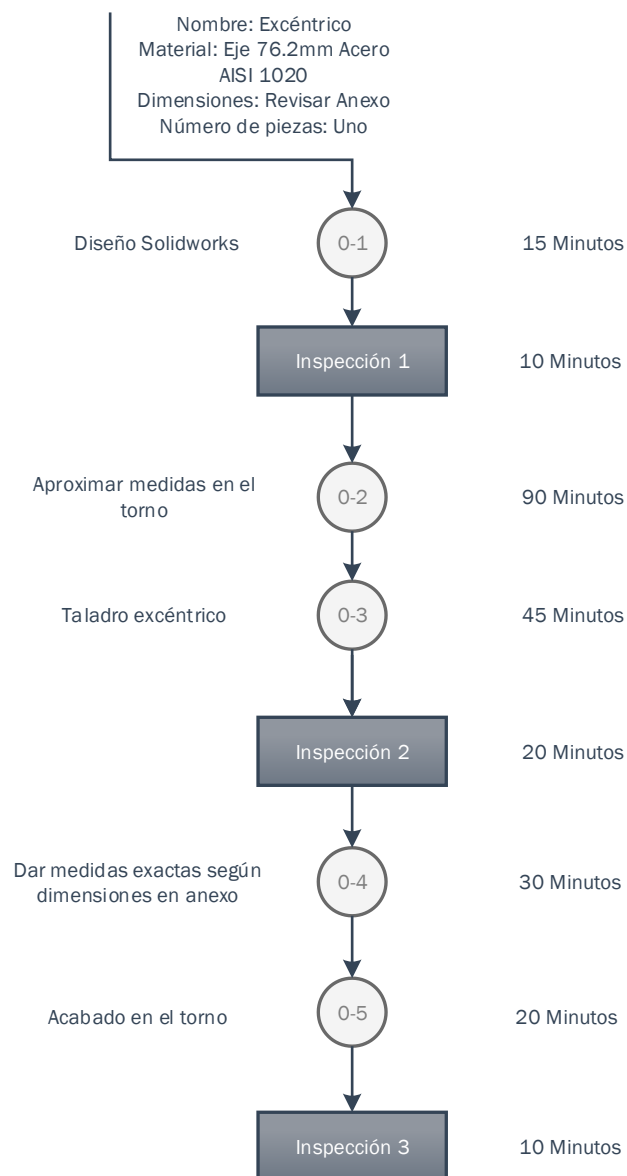 Nombre: Excéntrico
Material: Eje 76.2mm Acero
AISI 1020
Dimensiones: Revisar Anexo
Número de piezas: Uno
Diseño Solidworks
0-1
15 Minutos
Inspección 1
10 Minutos
Aproximar medidas en el
torno
0-2
90 Minutos
Taladro excéntrico
0-3
45 Minutos
Inspección 2
20 Minutos
Dar medidas exactas según
dimensiones en anexo
0-4
30 Minutos
Acabado en el torno
0-5
20 Minutos
Inspección 3
10 Minutos